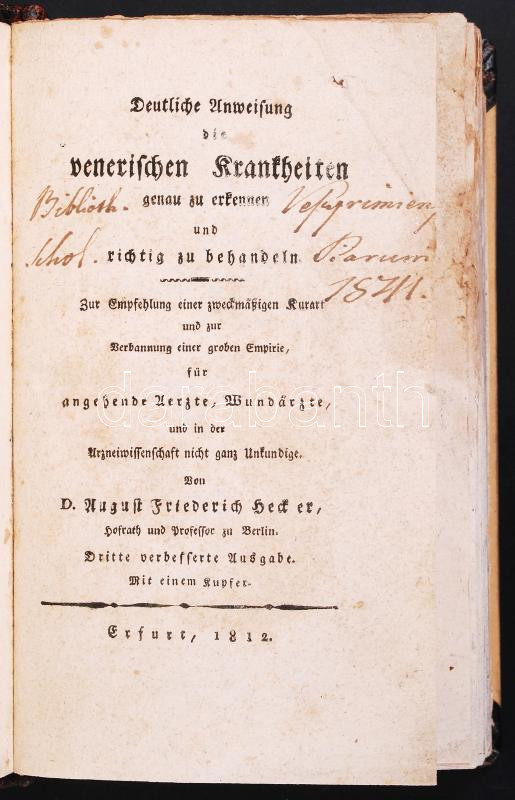 Deutliche Anweisung
die
venerischen Krankheiten
genau zu erkennen
und
richtig zu behandeln
Biblioth. Veszprimien,
Schol. Piarum
1841.
Zur Empfehlung einer zweckmäßigen Kurart
und zur
Verbannung einer groben Empirie,
für
angehende Aerzte, Wundärzte,
und in der
Arzneiwissenschaft nicht ganz Unkundige.
Von
D. August Friederich Hecker,
Hofrath und Professor zu Berlin.
Dritte verbesserte Ausgabe.
Mit einem Kupfer.
Erfurt, 1812.
darabanth